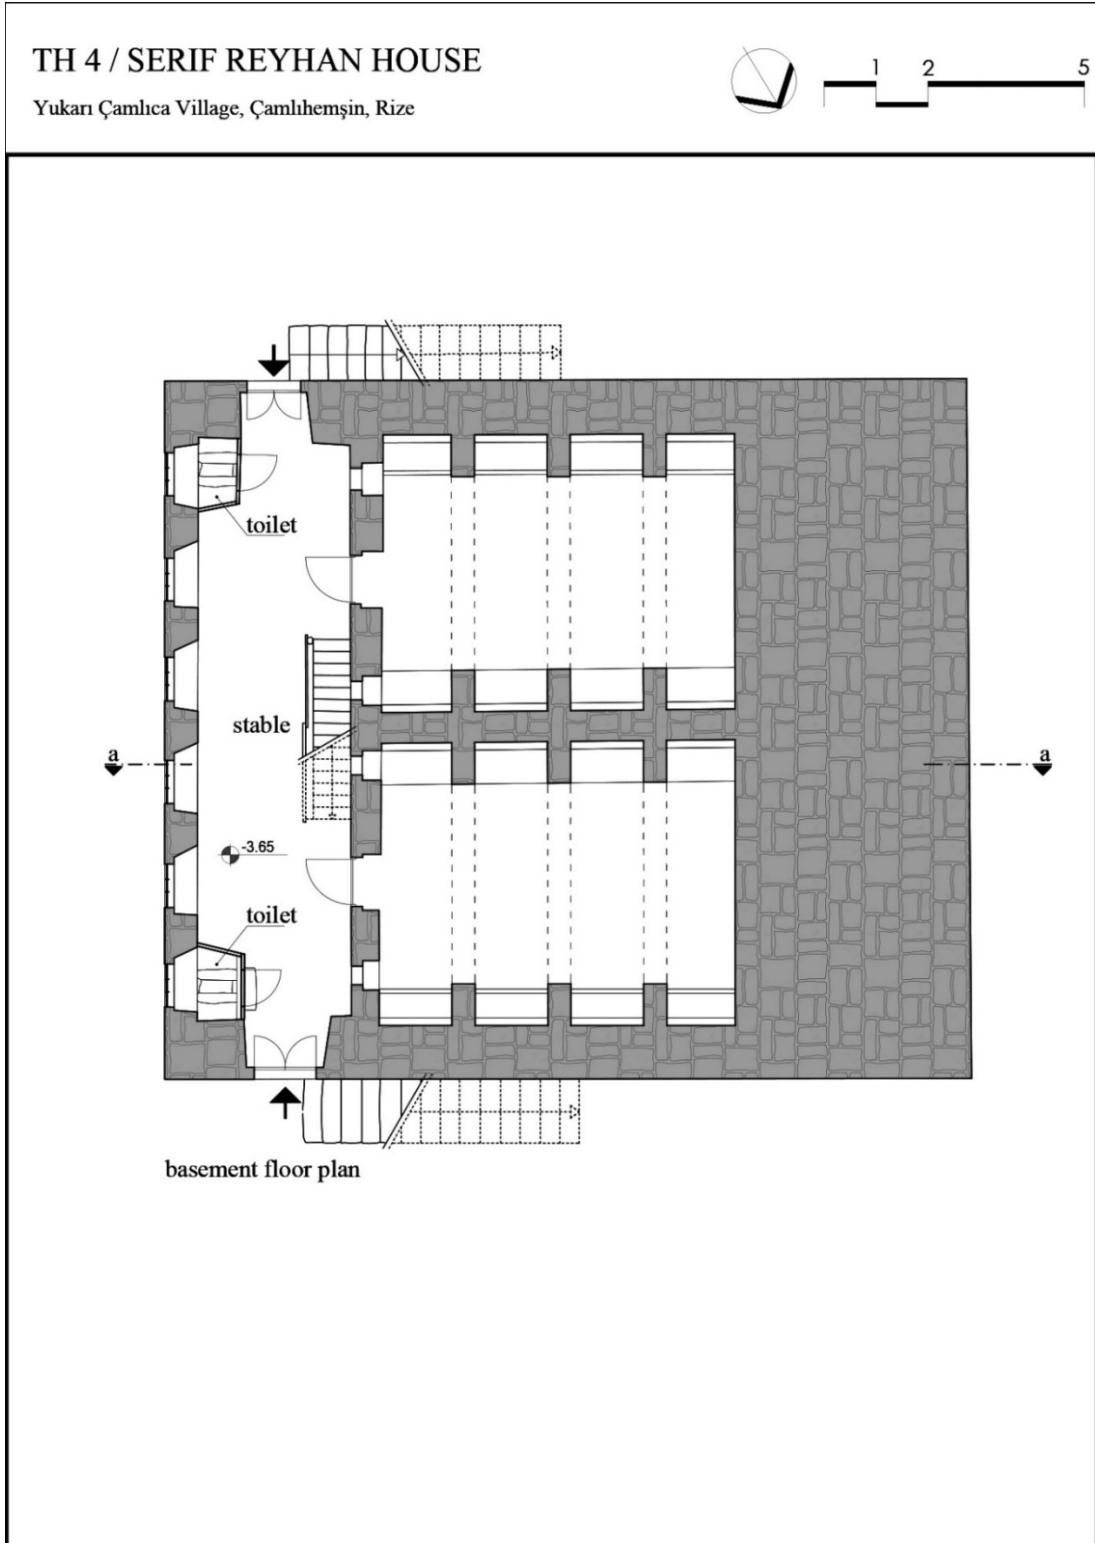 TH 4 / SERIF REYHAN HOUSE
1 2 5
Yukarı Çamlıca Village, Çamlıhemşin, Rize
toilet
stable
a a
-3.65
toilet
basement floor plan